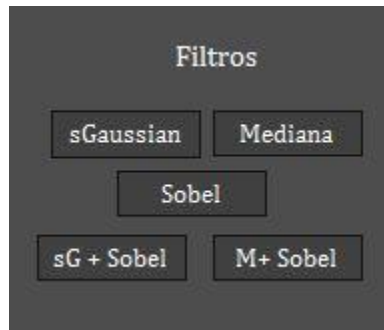 Filtros
sGaussian Mediana
Sobel
sG + Sobel M+ Sobel